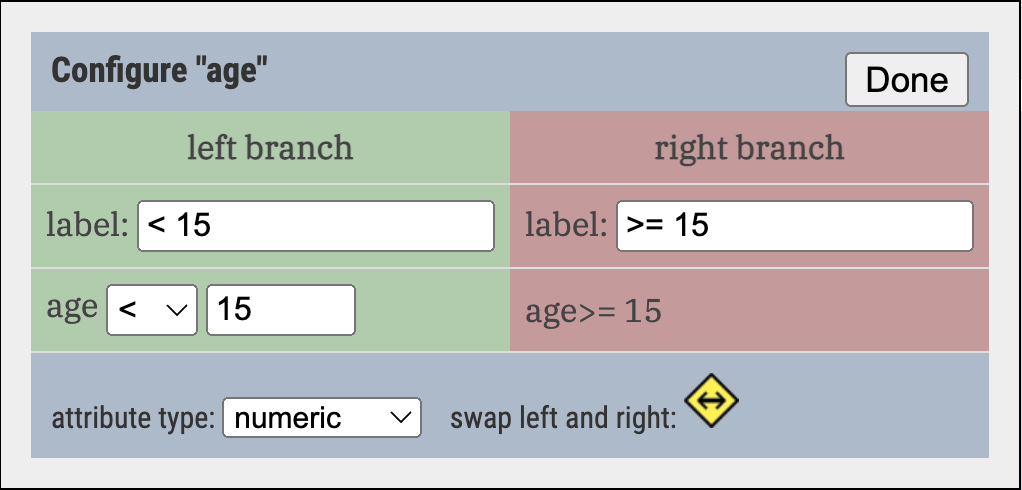 Configure "age"
Done
left branch
right branch
label: < 15
label: >= 15
age < 15
age>= 15
attribute type: numeric
swap left and right: